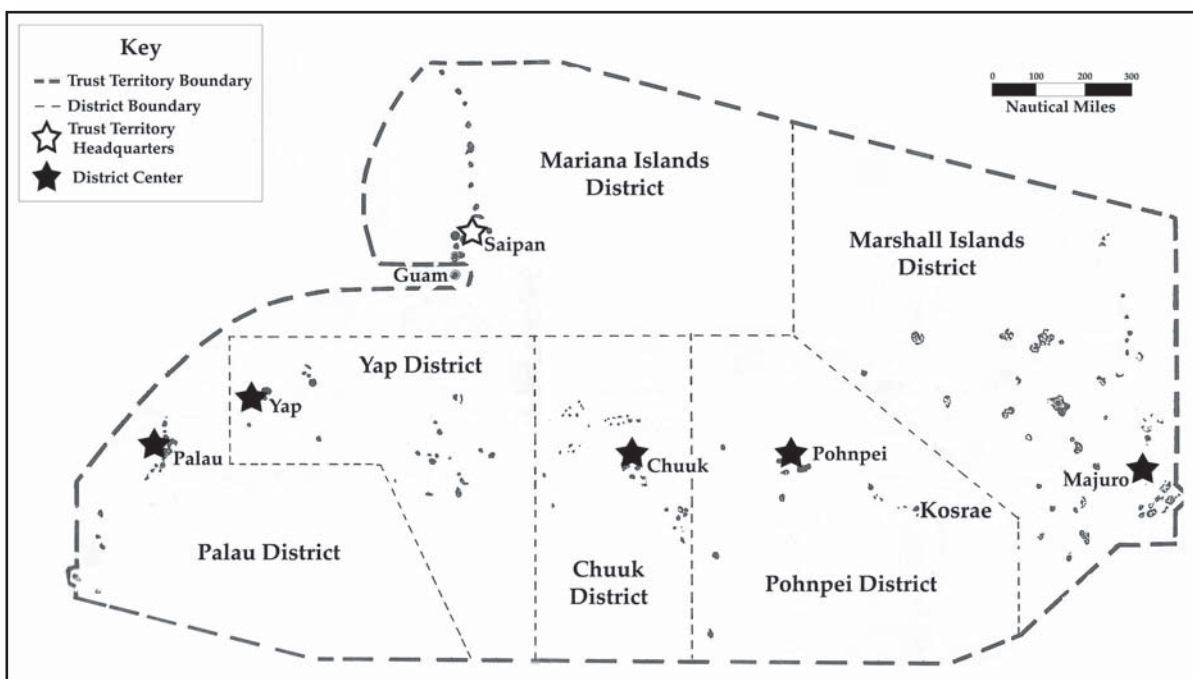 Key
Trust Territory Boundary
District Boundary
Trust Territory
Headquarters
District Center
0 100 200 300
Nautical Miles
Mariana Islands
District
Saipan
Guam
Marshall Islands
District
Yap District
Yap
Palau
Chuuk
Pohnpei
Majuro
Kosrae
Palau District
Chuuk
District
Pohnpei District